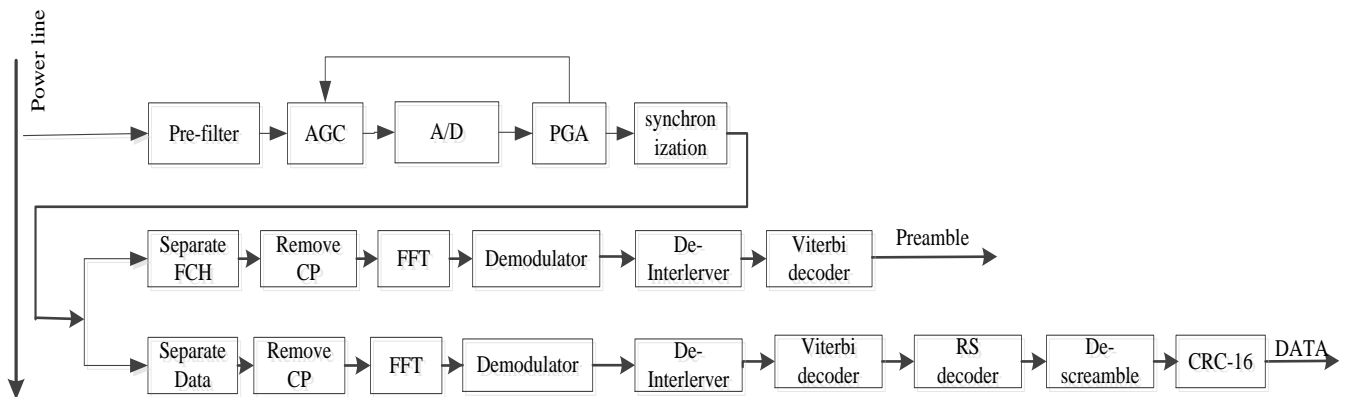 Power line
Pre-filter
AGC
A/D
PGA
synchron
ization
Separate
FCH
Remove
CP
FFT
Demodulator
De-
Interlerver
Viterbi
decoder
Preamble
Separate
Data
Remove
CP
FFT
Demodulator
De-
Interlerver
Viterbi
decoder
RS
decoder
De-
screamble
CRC-16
DATA